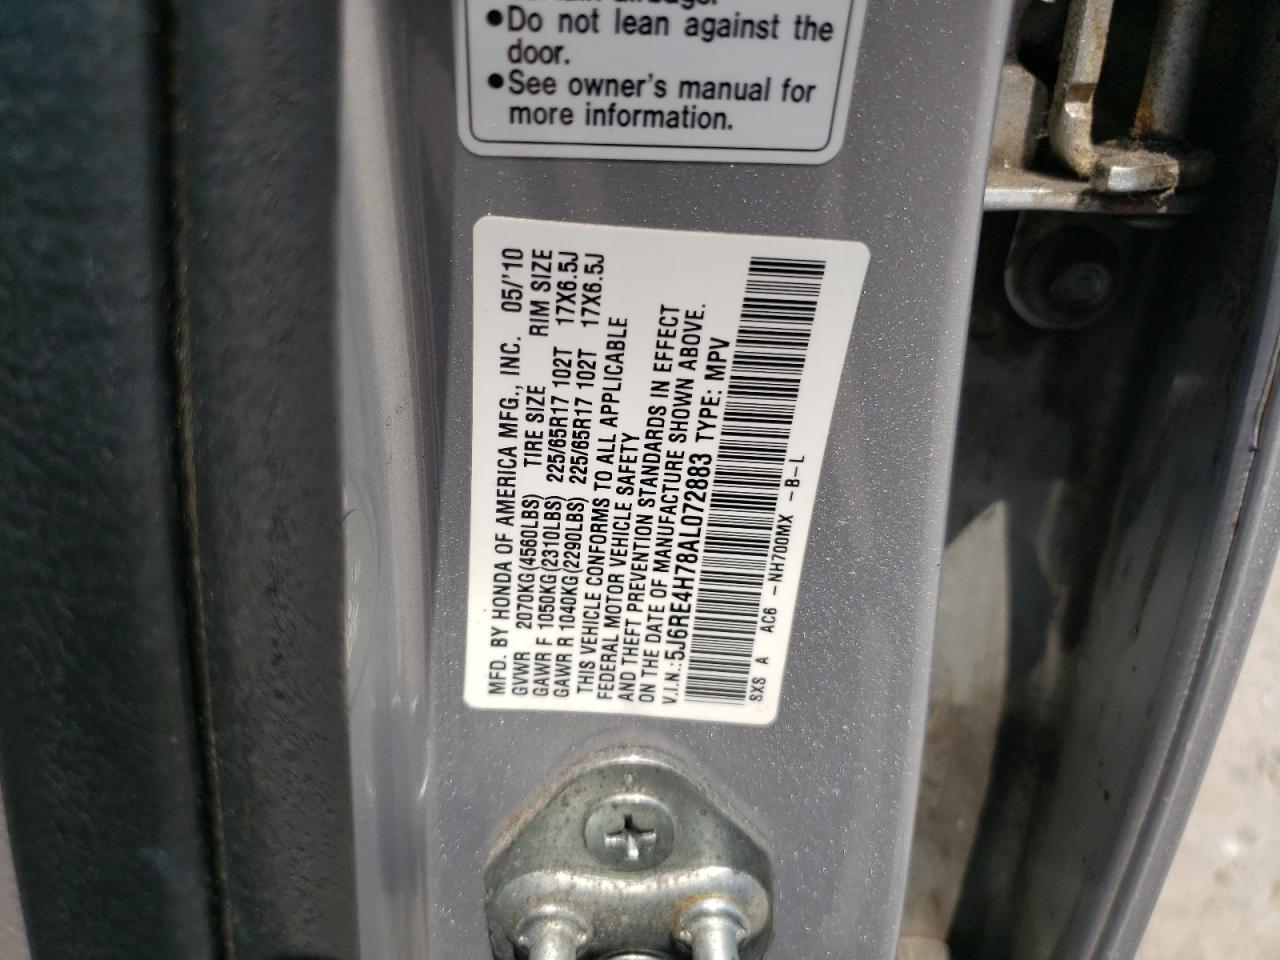 ●Do not lean against the
door.
●See owner's manual for
more information.
MFD. BY HONDA OF AMERICA MFG., INC. 05/'10
GVWR 2070KG(4560LBS) TIRE SIZE RIM SIZE
GAWR F 1050KG(2310LBS) 225/65R17 102T 17X6.5J
GAWR R 1040KG(2290LBS) 225/65R17 102T 17X6.5J
THIS VEHICLE CONFORMS TO ALL APPLICABLE
FEDERAL MOTOR VEHICLE SAFETY
AND THEFT PREVENTION STANDARDS IN EFFECT
ON THE DATE OF MANUFACTURE SHOWN ABOVE.
V.I.N.:5J6RE4H78AL072883 TYPE: MPV
SXS A AC6 -NH700MX -B-L